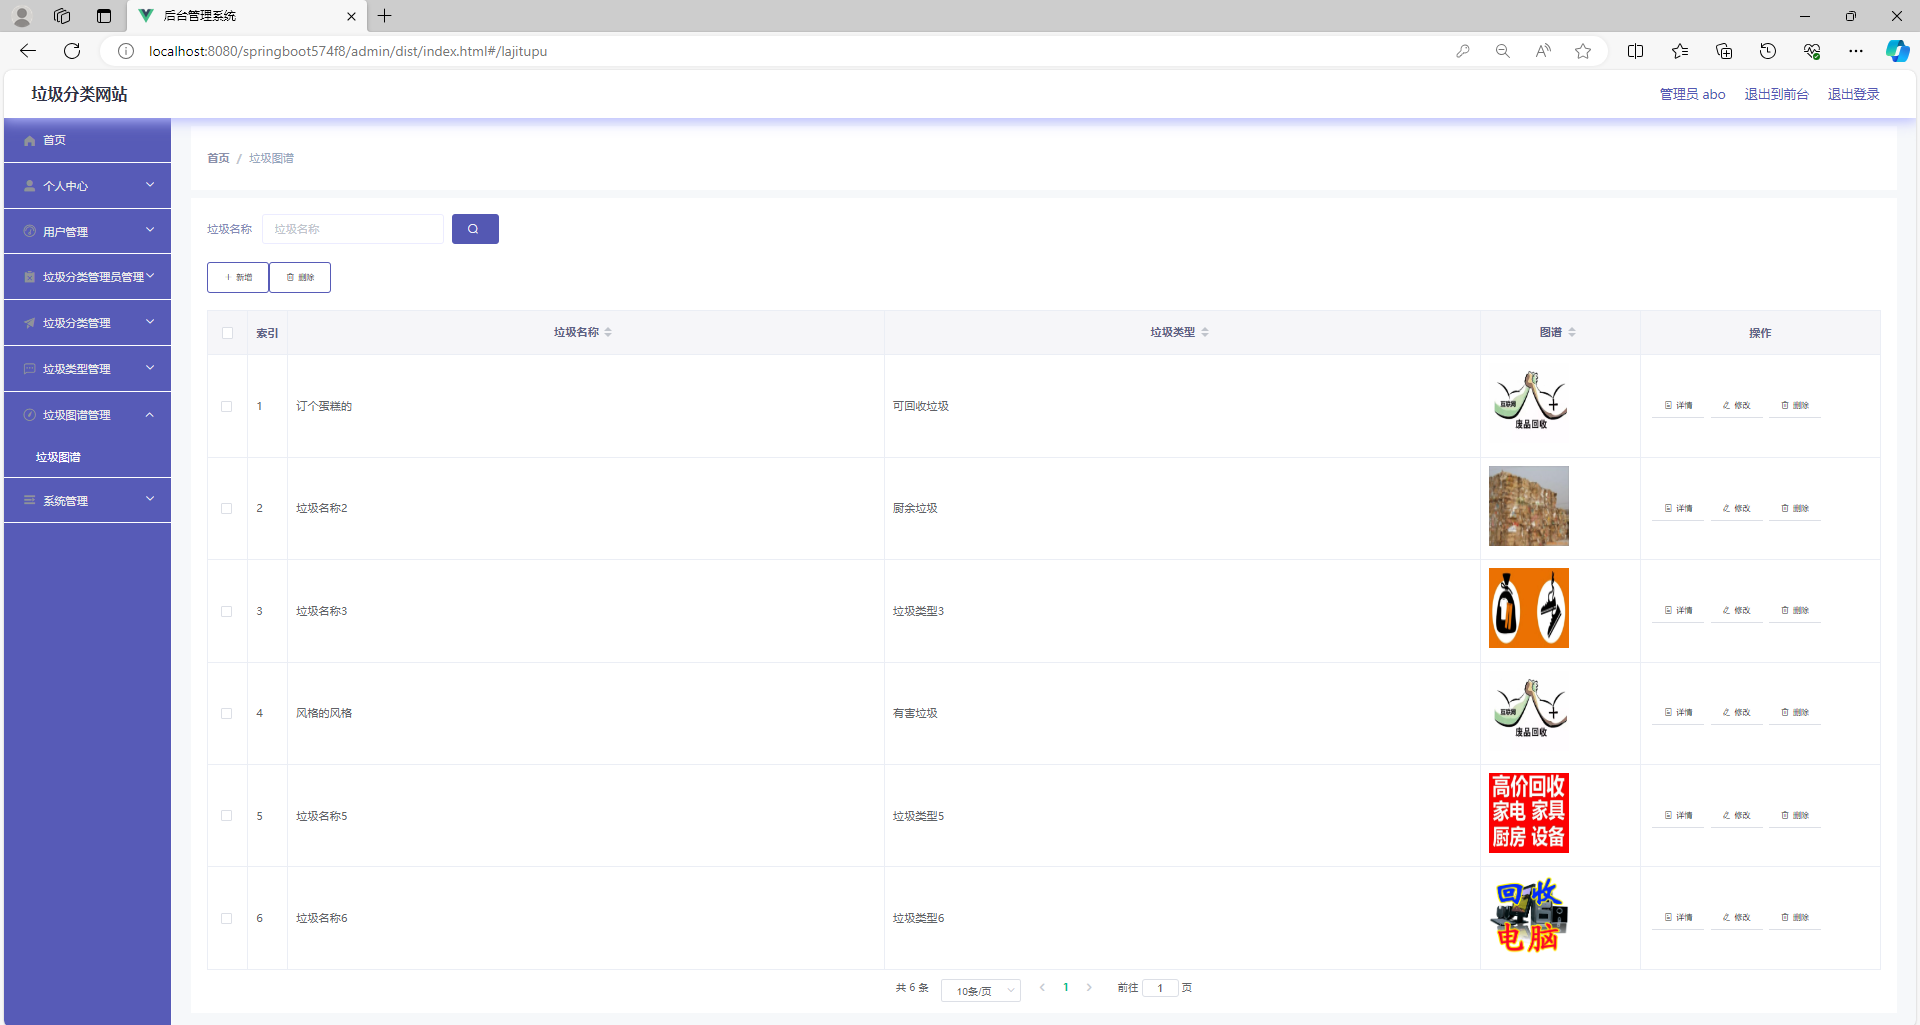 后台管理系统
localhost:8080/springboot574f8/admin/dist/index.html#/lajitupu
垃圾分类网站
管理员 abo 退出到前台 退出登录
首页
个人中心
用户管理
垃圾分类管理员管理
垃圾分类管理
垃圾类型管理
垃圾图谱管理
垃圾图谱
系统管理
首页 / 垃圾图谱
垃圾名称 垃圾名称
新增 删除
索引 垃圾名称 垃圾类型 图谱 操作
1 订个蛋糕的 可回收垃圾 详情 修改 删除
互联网
废品回收
2 垃圾名称2 厨余垃圾 详情 修改 删除
3 垃圾名称3 垃圾类型3 详情 修改 删除
4 风格的风格 有害垃圾 详情 修改 删除
互联网
废品回收
5 垃圾名称5 垃圾类型5 详情 修改 删除
高价回收
家电 家具
厨房 设备
6 垃圾名称6 垃圾类型6 详情 修改 删除
回收
电脑
共 6 条 10条/页 1 前往 1 页